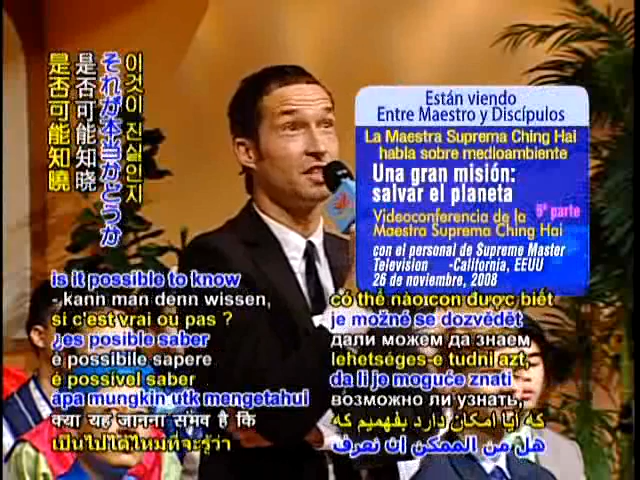 이것이 진실인지
それが本当かどうか
是否可能知晓
是否可能知曉
Están viendo
Entre Maestro y Discípulos
La Maestra Suprema Ching Hai
habla sobre medioambiente
Una gran misión:
salvar el planeta
5ª parte
Videoconferencia de la
Maestra Suprema Ching Hai
con el personal de Supreme Master
Television -California, EEUU
26 de noviembre, 2008
is it possible to know
- kann man denn wissen,
si c'est vrai ou pas ?
¿es posible saber
è possibile sapere
é possível saber
apa mungkin utk mengetahui
क्या यह जानना संभव है कि
เป็นไปได้ไหมที่จะรู้ว่า
có thể nào con được biết
je možné se dozvědět
дали можем да знаем
lehetséges-e tudni azt,
da li je moguće znati
возможно ли узнать,
که آیا امکان دارد بفهمیم که
هل من الممكن ان نعرف